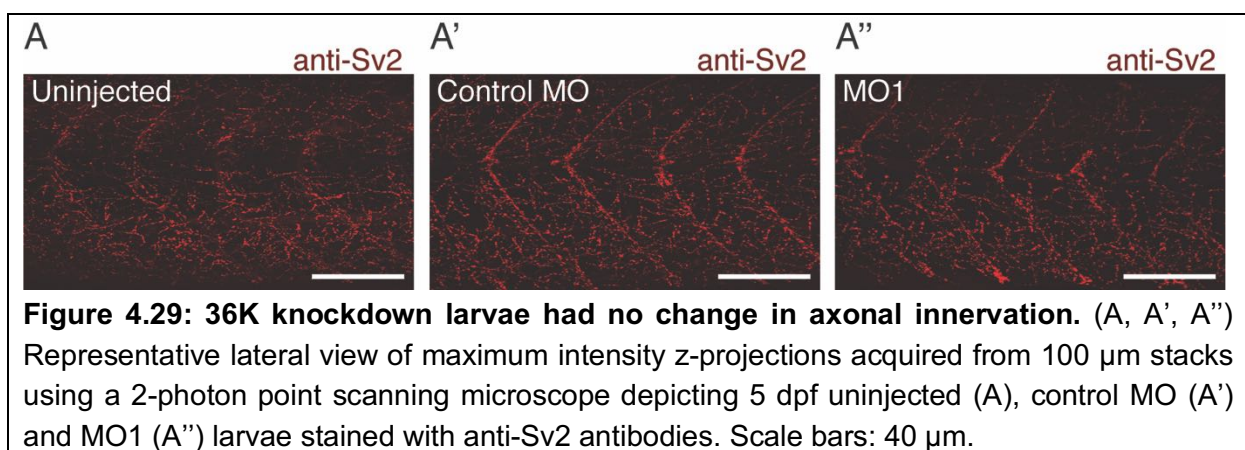 A
A'
A''
anti-Sv2
anti-Sv2
anti-Sv2
Uninjected
Control MO
MO1
Figure 4.29: 36K knockdown larvae had no change in axonal innervation. (A, A’, A’’)
Representative lateral view of maximum intensity z-projections acquired from 100 µm stacks
using a 2-photon point scanning microscope depicting 5 dpf uninjected (A), control MO (A’)
and MO1 (A’’) larvae stained with anti-Sv2 antibodies. Scale bars: 40 µm.